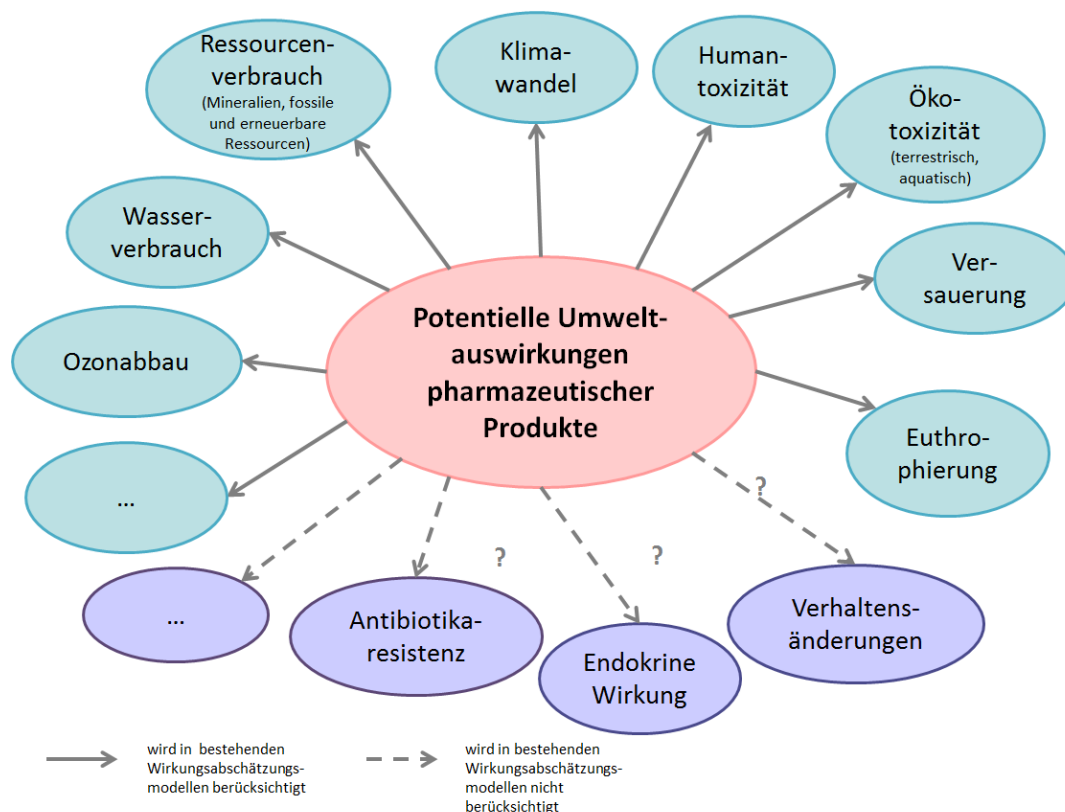 Ressourcen-
verbrauch
(Mineralien, fossile
und erneuerbare
Ressourcen)
Klima-
wandel
Human-
toxizität
Öko-
toxizität
(terrestrisch,
aquatisch)
Wasser-
verbrauch
Ver-
sauerung
Ozonabbau
Potentielle Umwelt-
auswirkungen
pharmazeutischer
Produkte
Euthro-
phierung
...
?
?
?
...
Antibiotika-
resistenz
Endokrine
Wirkung
Verhaltens-
änderungen
wird in bestehenden
Wirkungsabschätzungs-
modellen berücksichtigt
wird in bestehenden
Wirkungsabschätzungs-
modellen nicht
berücksichtigt